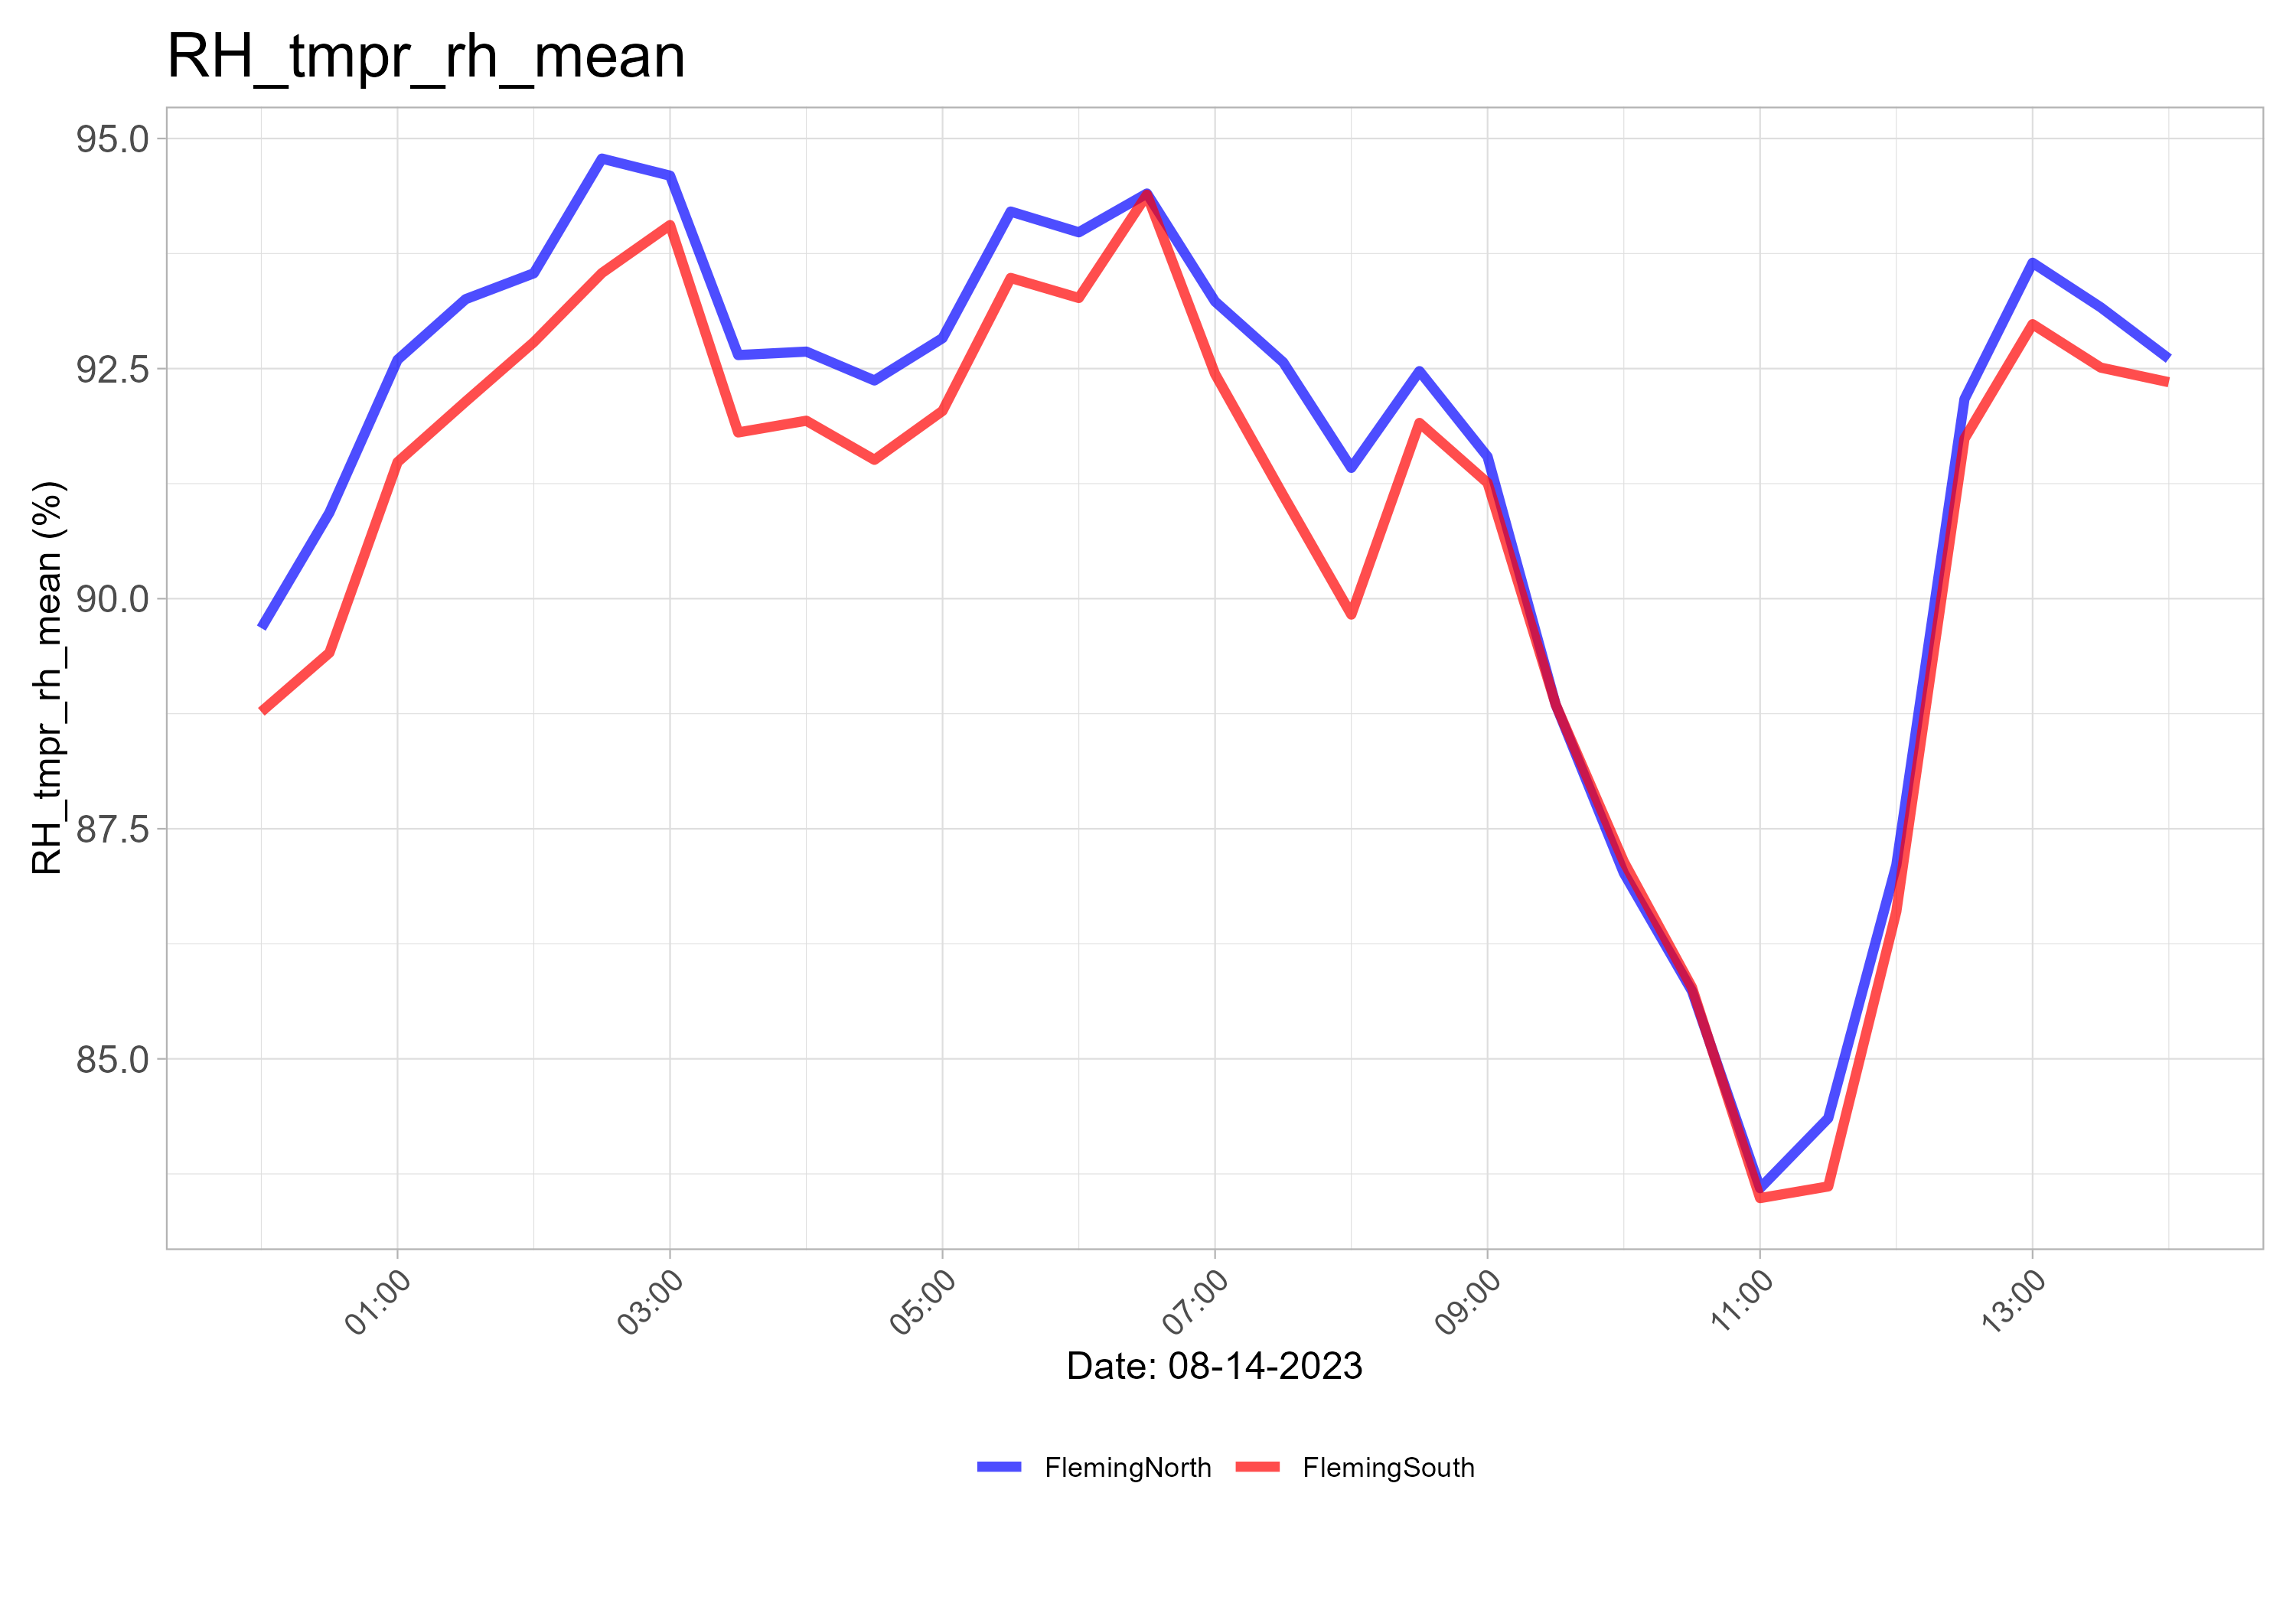 RH_tmpr_rh_mean
RH_tmpr_rh_mean (%)
95.0
92.5
90.0
87.5
85.0
01:00 03:00 05:00 07:00 09:00 11:00 13:00
Date: 08-14-2023
FlemingNorth FlemingSouth